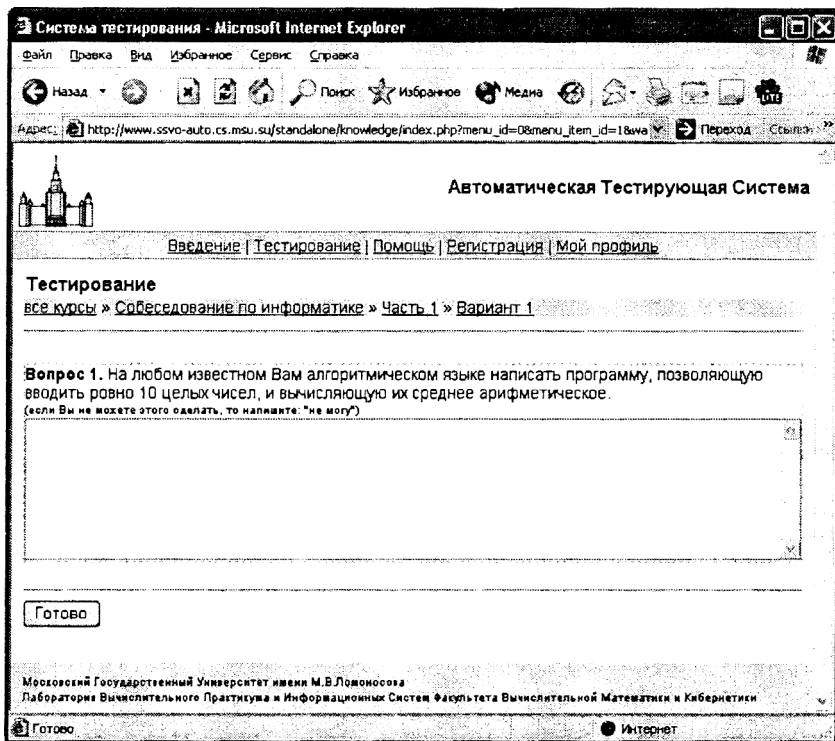 Система тестирования - Microsoft Internet Explorer
Файл Правка Вид Избранное Сервис Справка
Назад Поиск Избранное Медиа
Адрес: http://www.ssvo-auto.cs.msu.su/standalone/knowledge/index.php?menu_id=0&menu_item_id=1&wa Переход Ссылки »
Автоматическая Тестирующая Система
Введение | Тестирование | Помощь | Регистрация | Мой профиль
Тестирование
все курсы » Собеседование по информатике » Часть 1 » Вариант 1
Вопрос 1. На любом известном Вам алгоритмическом языке написать программу, позволяющую
вводить ровно 10 целых чисел, и вычисляющую их среднее арифметическое.
(если Вы не можете этого сделать, то напишите: "не могу")
Готово
Московский Государственный Университет имени М.В.Ломоносова
Лаборатория Вычислительного Практикума и Информационных Систем Факультета Вычислительной Математики и Кибернетики
Готово Интернет